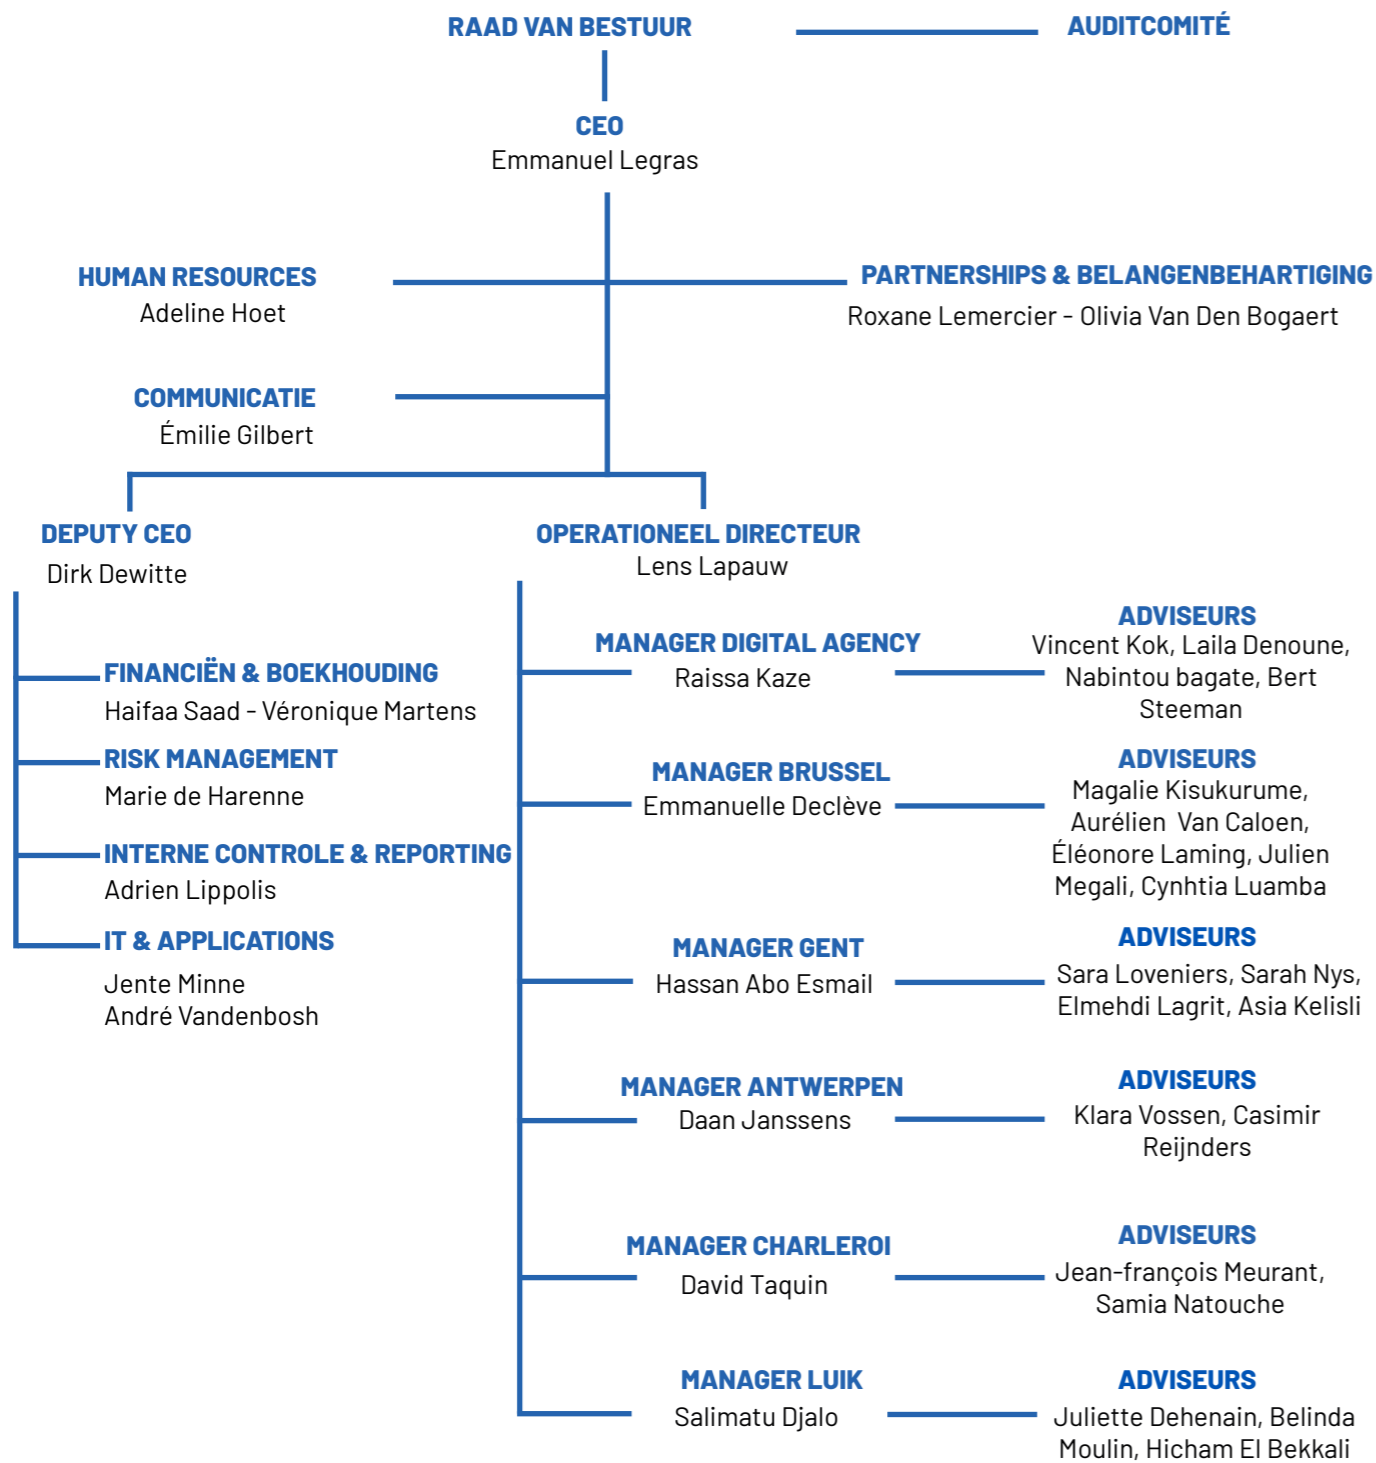 RAAD VAN BESTUUR
AUDITCOMITÉ
CEO
Emmanuel Legras
HUMAN RESOURCES
Adeline Hoet
PARTNERSHIPS & BELANGENBEHARTIGING
Roxane Lemercier - Olivia Van Den Bogaert
COMMUNICATIE
Émilie Gilbert
DEPUTY CEO
Dirk Dewitte
FINANCIËN & BOEKHOUDING
Haifaa Saad - Véronique Martens
RISK MANAGEMENT
Marie de Harenne
INTERNE CONTROLE & REPORTING
Adrien Lippolis
IT & APPLICATIONS
Jente Minne
André Vandenbosh
OPERATIONEEL DIRECTEUR
Lens Lapauw
MANAGER DIGITAL AGENCY
Raissa Kaze
ADVISEURS
Vincent Kok, Laila Denoune,
Nabintou bagate, Bert
Steeman
MANAGER BRUSSEL
Emmanuelle Declève
ADVISEURS
Magalie Kisukurume,
Aurélien Van Caloen,
Éléonore Laming, Julien
Megali, Cynhtia Luamba
MANAGER GENT
Hassan Abo Esmail
ADVISEURS
Sara Loveniers, Sarah Nys,
Elmehdi Lagrit, Asia Kelisli
MANAGER ANTWERPEN
Daan Janssens
ADVISEURS
Klara Vossen, Casimir
Reijnders
MANAGER CHARLEROI
David Taquin
ADVISEURS
Jean-françois Meurant,
Samia Natouche
MANAGER LUIK
Salimatu Djalo
ADVISEURS
Juliette Dehenain, Belinda
Moulin, Hicham El Bekkali